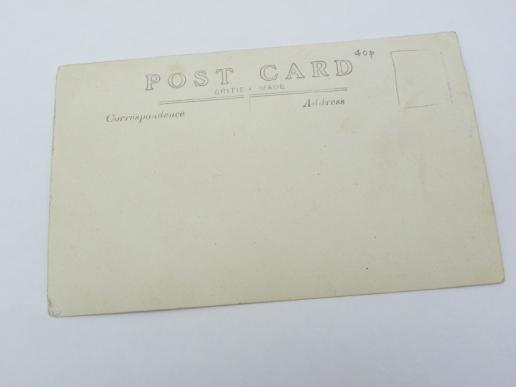 40p
POST CARD
BRITISH MADE
Correspondence
Address